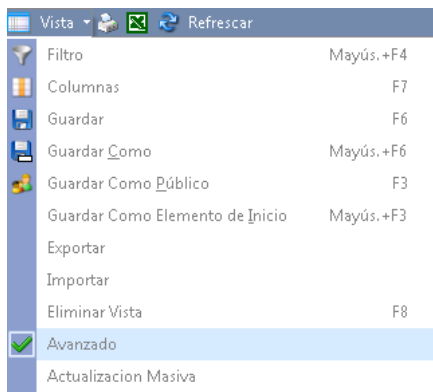 Vista Refrescar
Filtro Mayús.+F4
Columnas F7
Guardar F6
Guardar Como Mayús.+F6
Guardar Como Público F3
Guardar Como Elemento de Inicio Mayús.+F3
Exportar
Importar
Eliminar Vista F8
Avanzado
Actualizacion Masiva